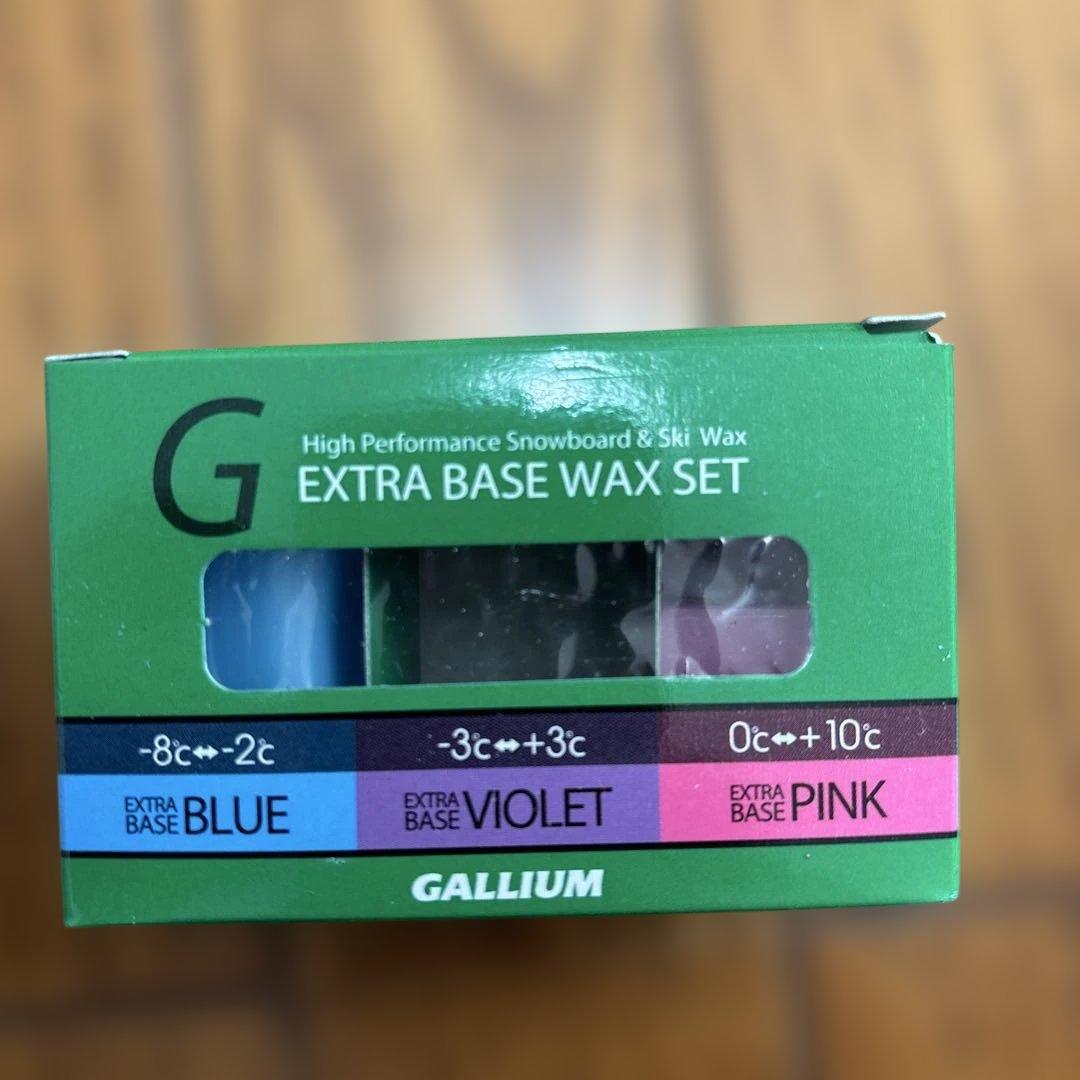 G
High Performance Snowboard & Ski Wax
EXTRA BASE WAX SET
-8℃⇔-2℃
-3℃⇔+3℃
0℃⇔+10℃
EXTRA
BASE BLUE
EXTRA
BASE VIOLET
EXTRA
BASE PINK
GALLIUM